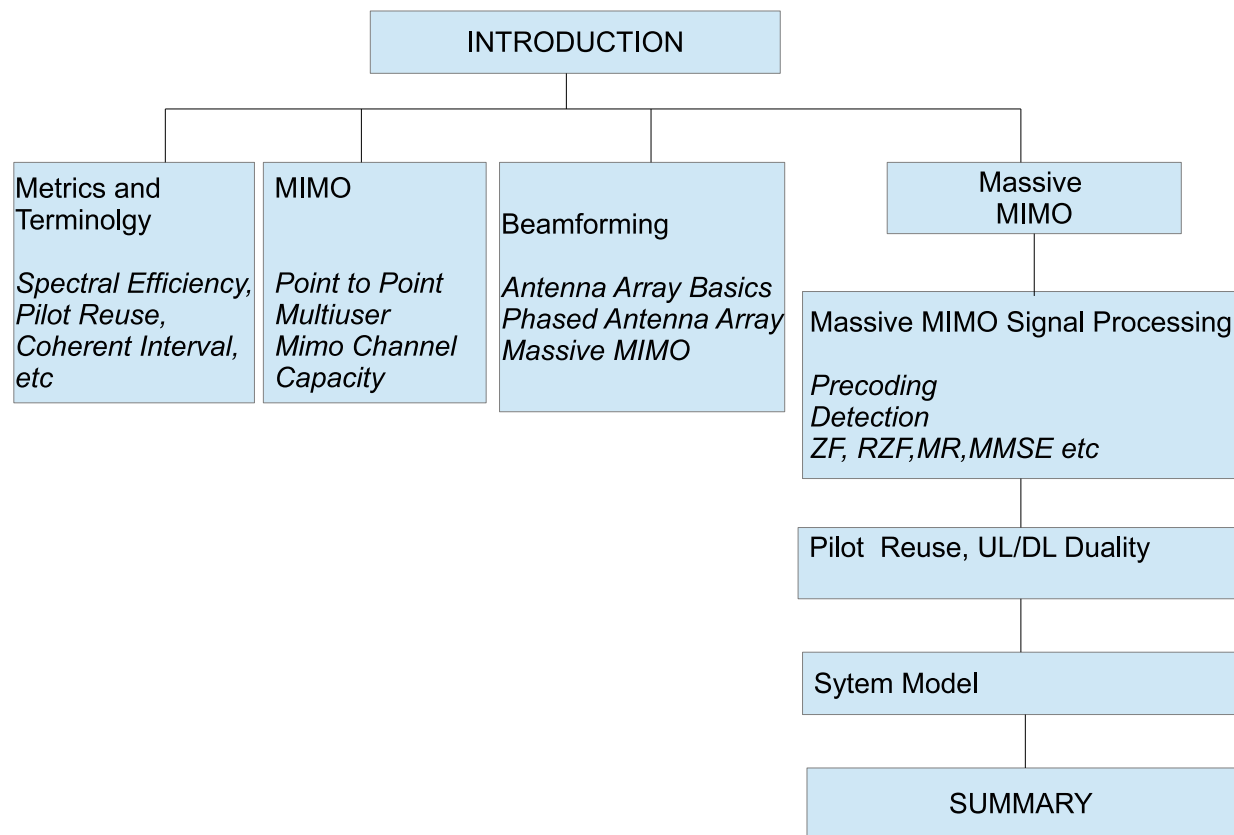 INTRODUCTION
Metrics and
Terminolgy
Spectral Efficiency,
Pilot Reuse,
Coherent Interval,
etc
MIMO
Point to Point
Multiuser
Mimo Channel
Capacity
Beamforming
Antenna Array Basics
Phased Antenna Array
Massive MIMO
Massive
MIMO
Massive MIMO Signal Processing
Precoding
Detection
ZF, RZF,MR,MMSE etc
Pilot  Reuse, UL/DL Duality
Sytem Model
SUMMARY